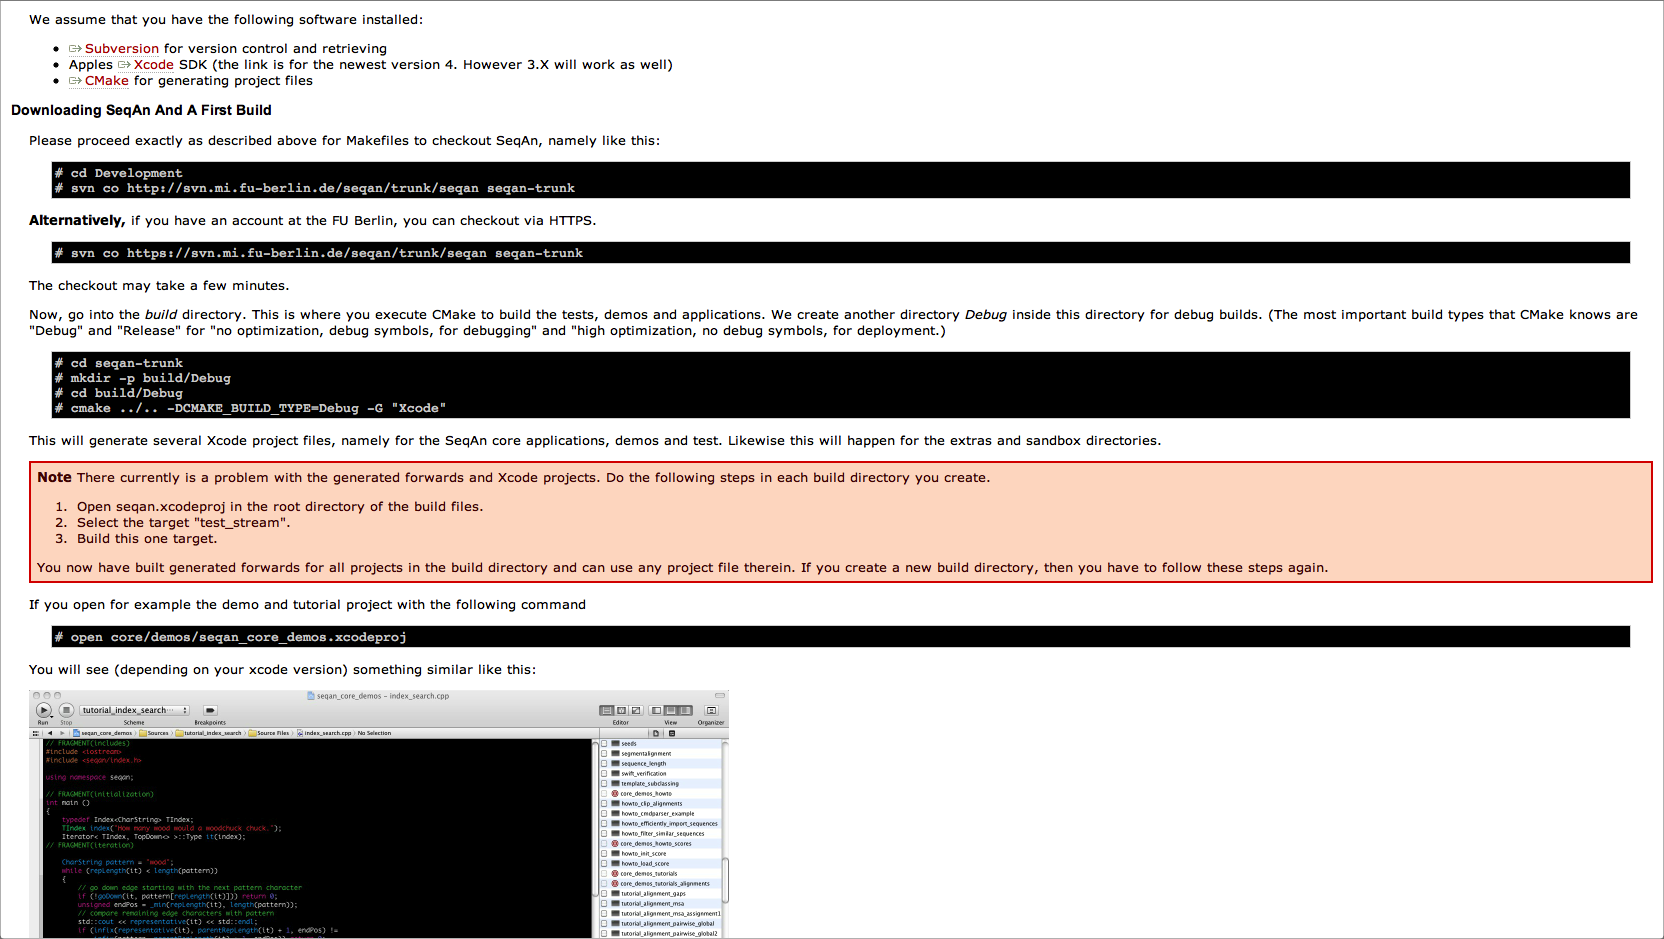 We assume that you have the following software installed:
Subversion for version control and retrieving
Apples Xcode SDK (the link is for the newest version 4. However 3.X will work as well)
CMake for generating project files
Downloading SeqAn And A First Build
Please proceed exactly as described above for Makefiles to checkout SeqAn, namely like this:
# cd Development
# svn co http://svn.mi.fu-berlin.de/seqan/trunk/seqan seqan-trunk
Alternatively, if you have an account at the FU Berlin, you can checkout via HTTPS.
# svn co https://svn.mi.fu-berlin.de/seqan/trunk/seqan seqan-trunk
The checkout may take a few minutes.
Now, go into the build directory. This is where you execute CMake to build the tests, demos and applications. We create another directory Debug inside this directory for debug builds. (The most important build types that CMake knows are
"Debug" and "Release" for "no optimization, debug symbols, for debugging" and "high optimization, no debug symbols, for deployment.)
# cd seqan-trunk
# mkdir -p build/Debug
# cd build/Debug
# cmake ../.. -DCMAKE_BUILD_TYPE=Debug -G "Xcode"
This will generate several Xcode project files, namely for the SeqAn core applications, demos and test. Likewise this will happen for the extras and sandbox directories.
Note There currently is a problem with the generated forwards and Xcode projects. Do the following steps in each build directory you create.
1. Open seqan.xcodeproj in the root directory of the build files.
2. Select the target "test_stream".
3. Build this one target.
You now have built generated forwards for all projects in the build directory and can use any project file therein. If you create a new build directory, then you have to follow these steps again.
If you open for example the demo and tutorial project with the following command
# open core/demos/seqan_core_demos.xcodeproj
You will see (depending on your xcode version) something similar like this:
seqan_core_demos - index_search.cpp
tutorial_index_search...
Run Stop Scheme Breakpoints Editor View Organizer
seqan_core_demos Sources tutorial_index_search Source Files index_search.cpp No Selection
// FRAGMENT(includes)
#include <iostream>
#include <seqan/index.h>
using namespace seqan;
// FRAGMENT(initialization)
int main ()
{
typedef Index<CharString> TIndex;
TIndex index("How many wood would a woodchuck chuck.");
Iterator< TIndex, TopDown<> >::Type it(index);
// FRAGMENT(iteration)
CharString pattern = "wood";
while (repLength(it) < length(pattern))
{
// go down edge starting with the next pattern character
if (!goDown(it, pattern[repLength(it)])) return 0;
unsigned endPos = _min(repLength(it), length(pattern));
// compare remaining edge characters with pattern
std::cout << representative(it) << std::endl;
if (infix(representative(it), parentRepLength(it) + 1, endPos) !=
seeds
segmentalignment
sequence_length
swift_verification
template_subclassing
core_demos_howto
howto_clip_alignments
howto_cmdparser_example
howto_efficiently_import_sequences
howto_filter_similar_sequences
core_demos_howto_scores
howto_init_score
howto_load_score
core_demos_tutorials
core_demos_tutorials_alignments
tutorial_alignment_gaps
tutorial_alignment_msa
tutorial_alignment_msa_assignment1
tutorial_alignment_pairwise_global
tutorial_alignment_pairwise_global2